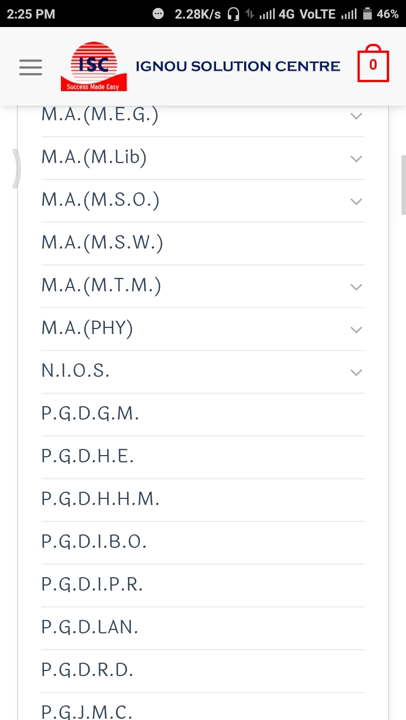 2:25 PM 2.28K/s 4G VoLTE 46%
ISC
Success Made Easy
IGNOU SOLUTION CENTRE
0
M.A.(M.E.G.)
M.A.(M.Lib)
M.A.(M.S.O.)
M.A.(M.S.W.)
M.A.(M.T.M.)
M.A.(PHY)
N.I.O.S.
P.G.D.G.M.
P.G.D.H.E.
P.G.D.H.H.M.
P.G.D.I.B.O.
P.G.D.I.P.R.
P.G.D.LAN.
P.G.D.R.D.
P.G.J.M.C.